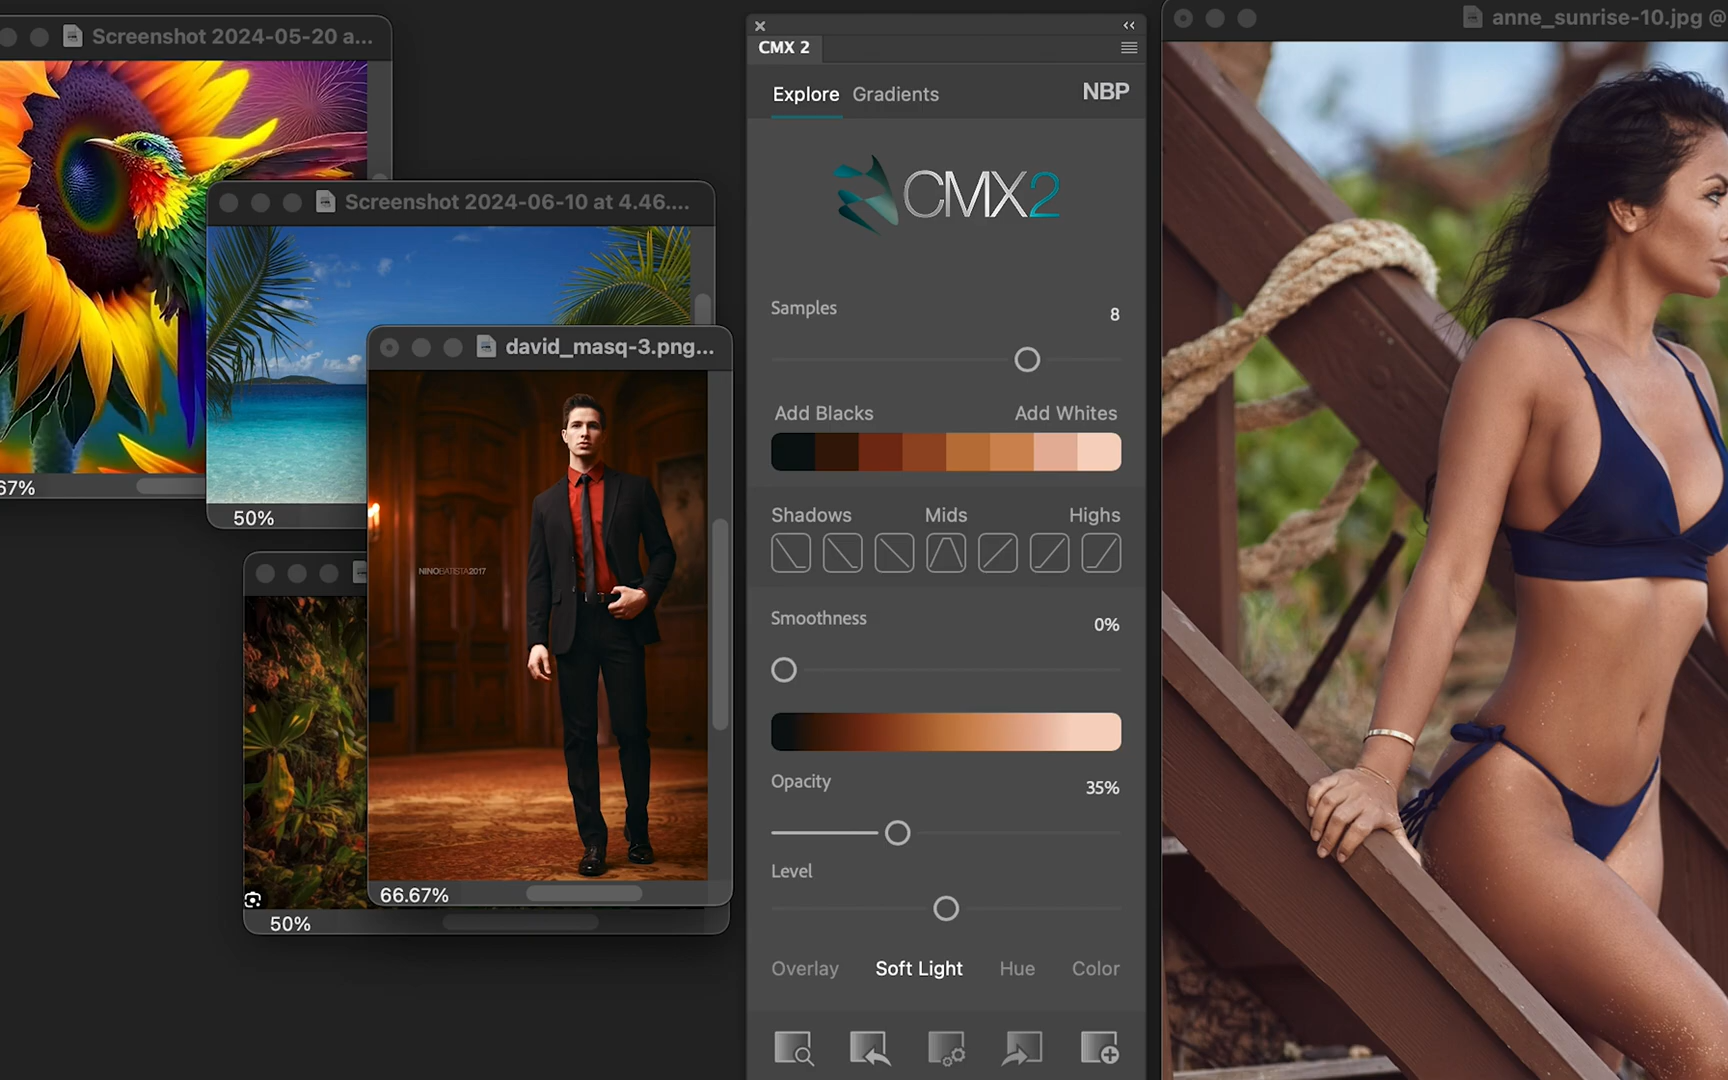 Screenshot 2024-05-20 a...
67%
Screenshot 2024-06-10 at 4.46....
50%
david_masq-3.png...
NINOBATISTA2017
66.67%
50%
CMX 2
Explore Gradients NBP
CMX2
Samples 8
Add Blacks Add Whites
Shadows Mids Highs
Smoothness 0%
Opacity 35%
Level
Overlay Soft Light Hue Color
anne_sunrise-10.jpg @